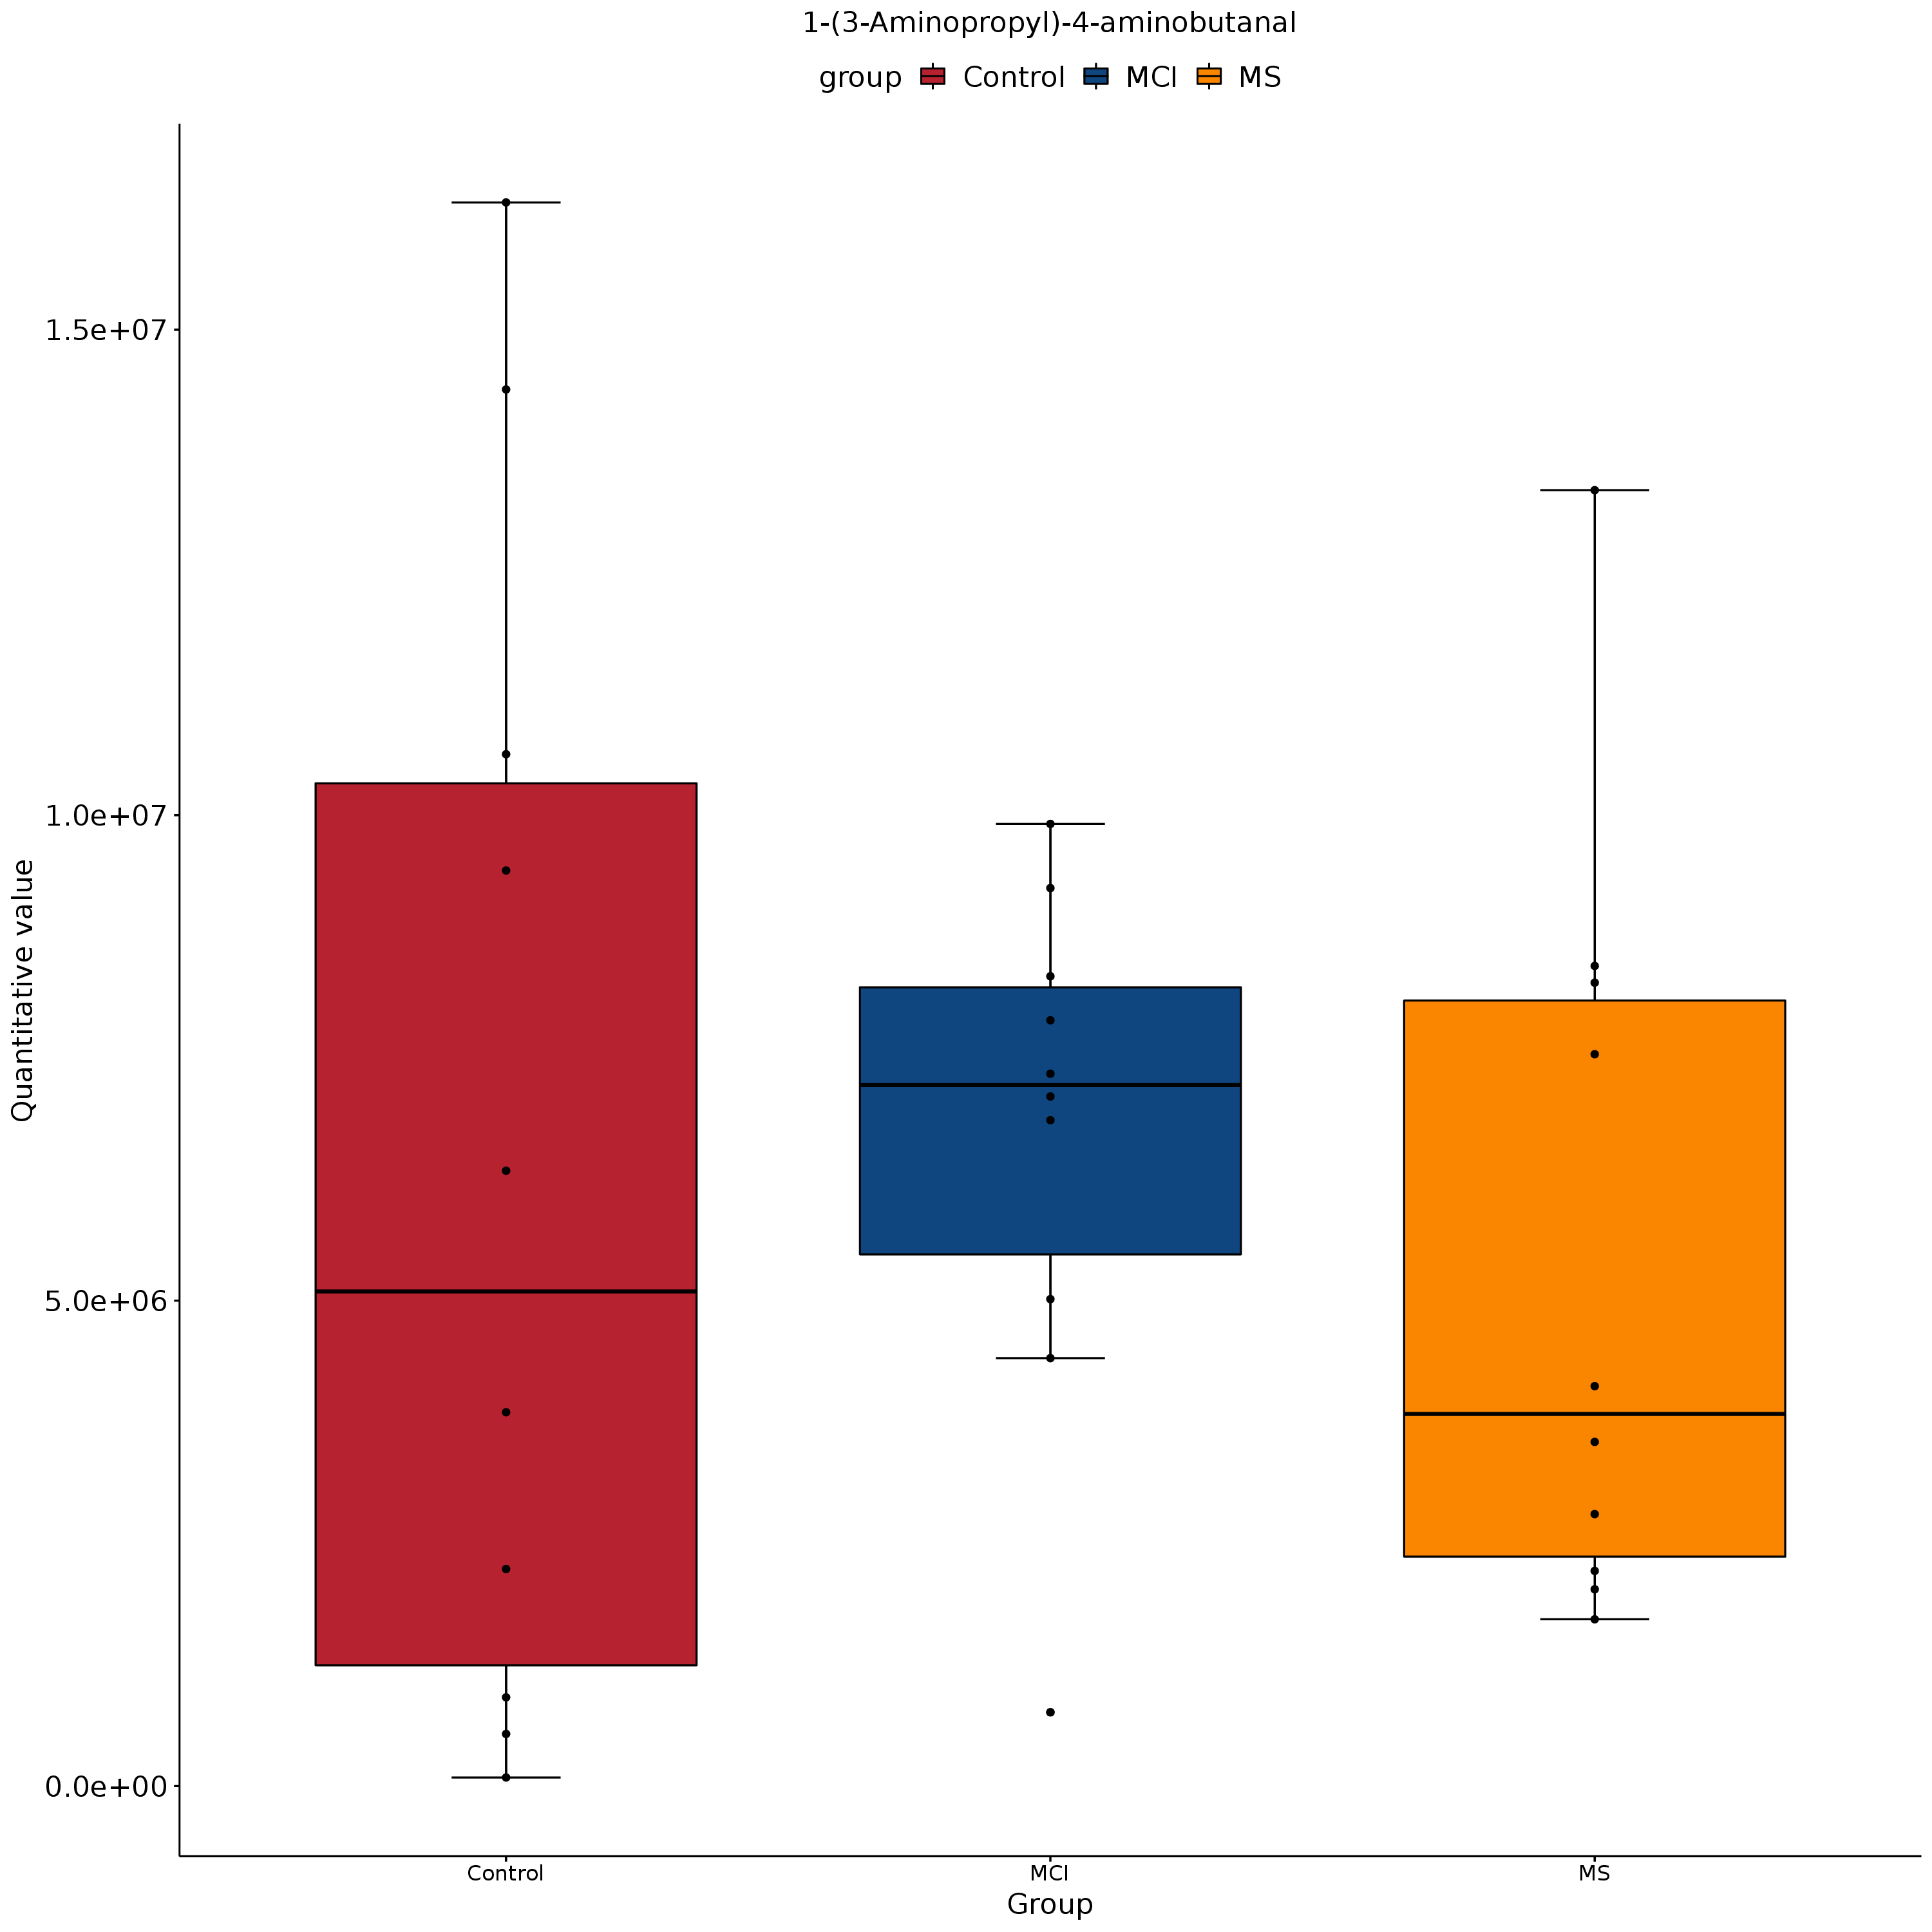 1-(3-Aminopropyl)-4-aminobutanal
group Control MCI MS
1.5e+07
1.0e+07
5.0e+06
0.0e+00
Quantitative value
Control MCI MS
Group